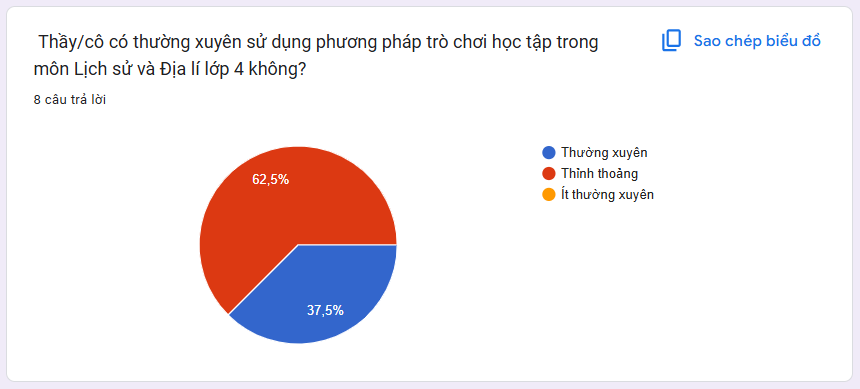 Thầy/cô có thường xuyên sử dụng phương pháp trò chơi học tập trong
môn Lịch sử và Địa lí lớp 4 không?
Sao chép biểu đồ
8 câu trả lời
62,5%
37,5%
Thường xuyên
Thỉnh thoảng
Ít thường xuyên